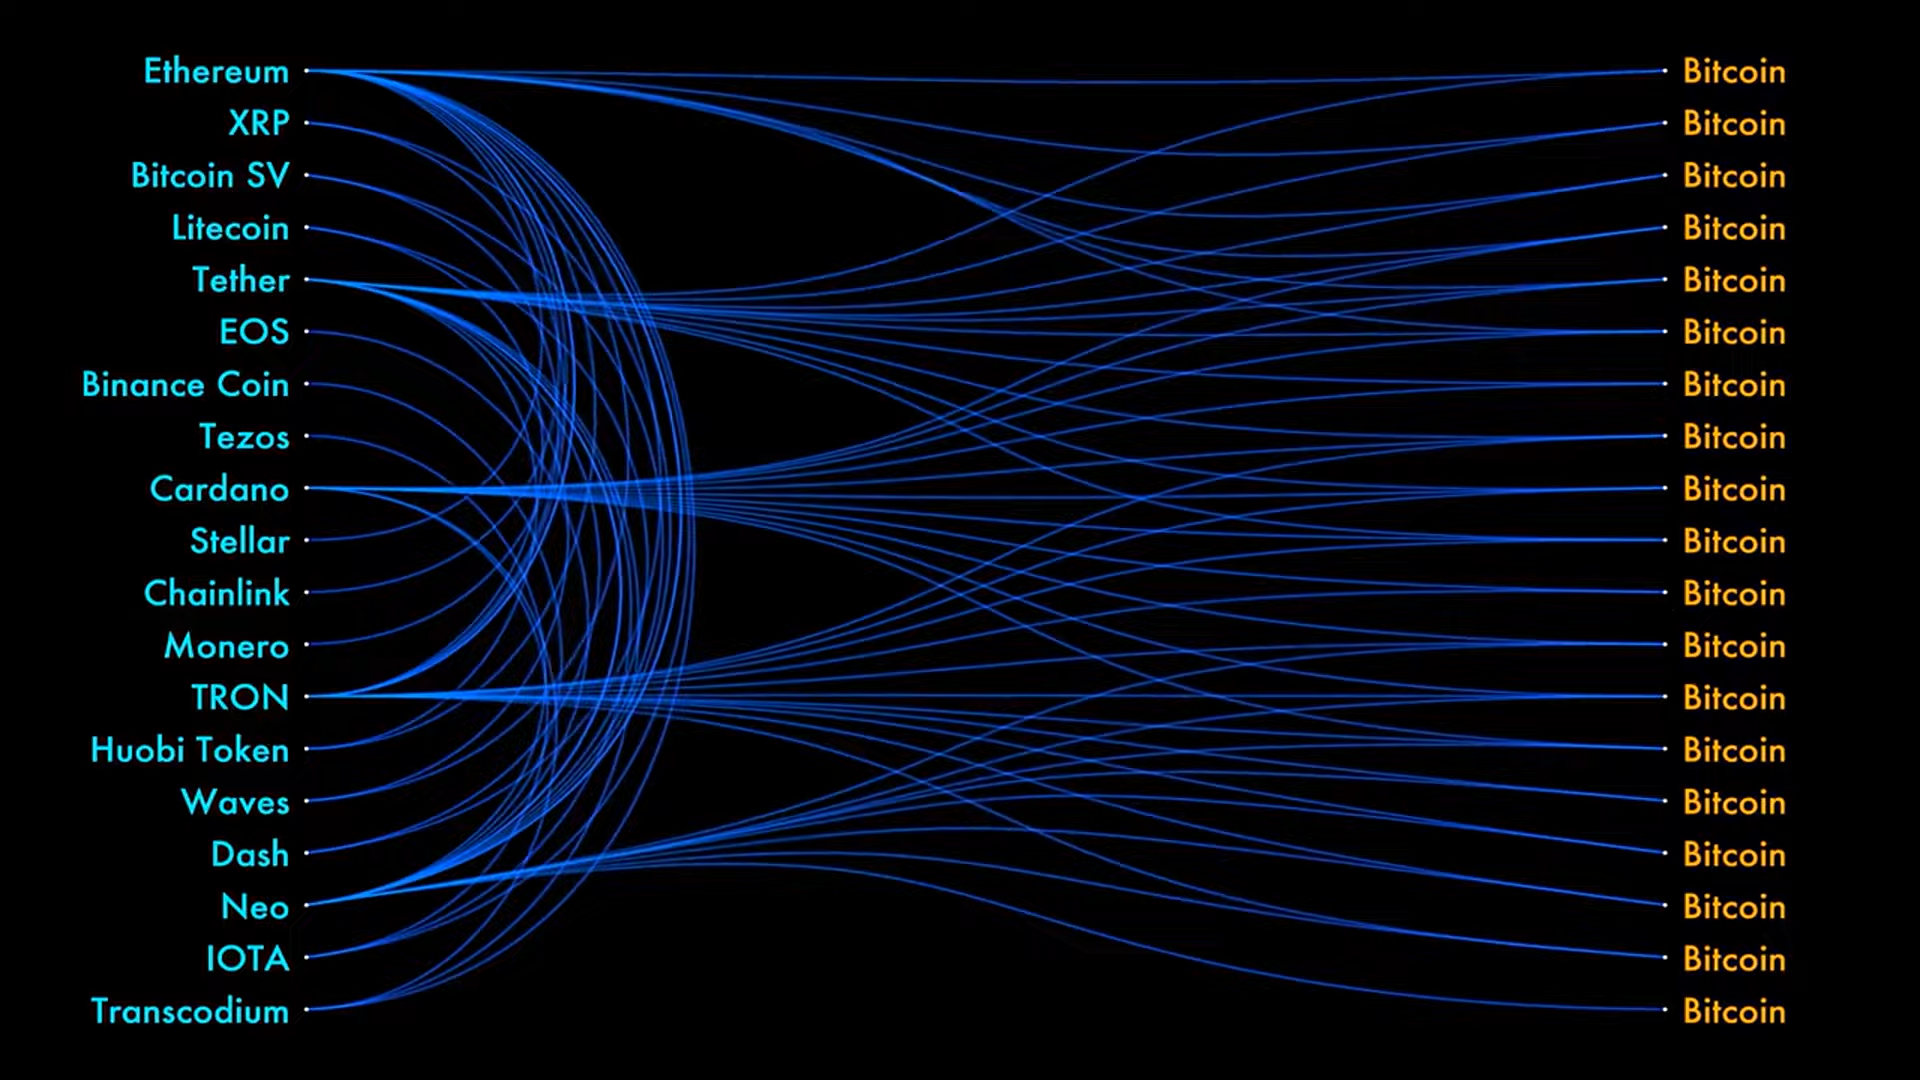 Ethereum Bitcoin
XRP Bitcoin
Bitcoin SV Bitcoin
Litecoin Bitcoin
Tether Bitcoin
EOS Bitcoin
Binance Coin Bitcoin
Tezos Bitcoin
Cardano Bitcoin
Stellar Bitcoin
Chainlink Bitcoin
Monero Bitcoin
TRON Bitcoin
Huobi Token Bitcoin
Waves Bitcoin
Dash Bitcoin
Neo Bitcoin
IOTA Bitcoin
Transcodium Bitcoin